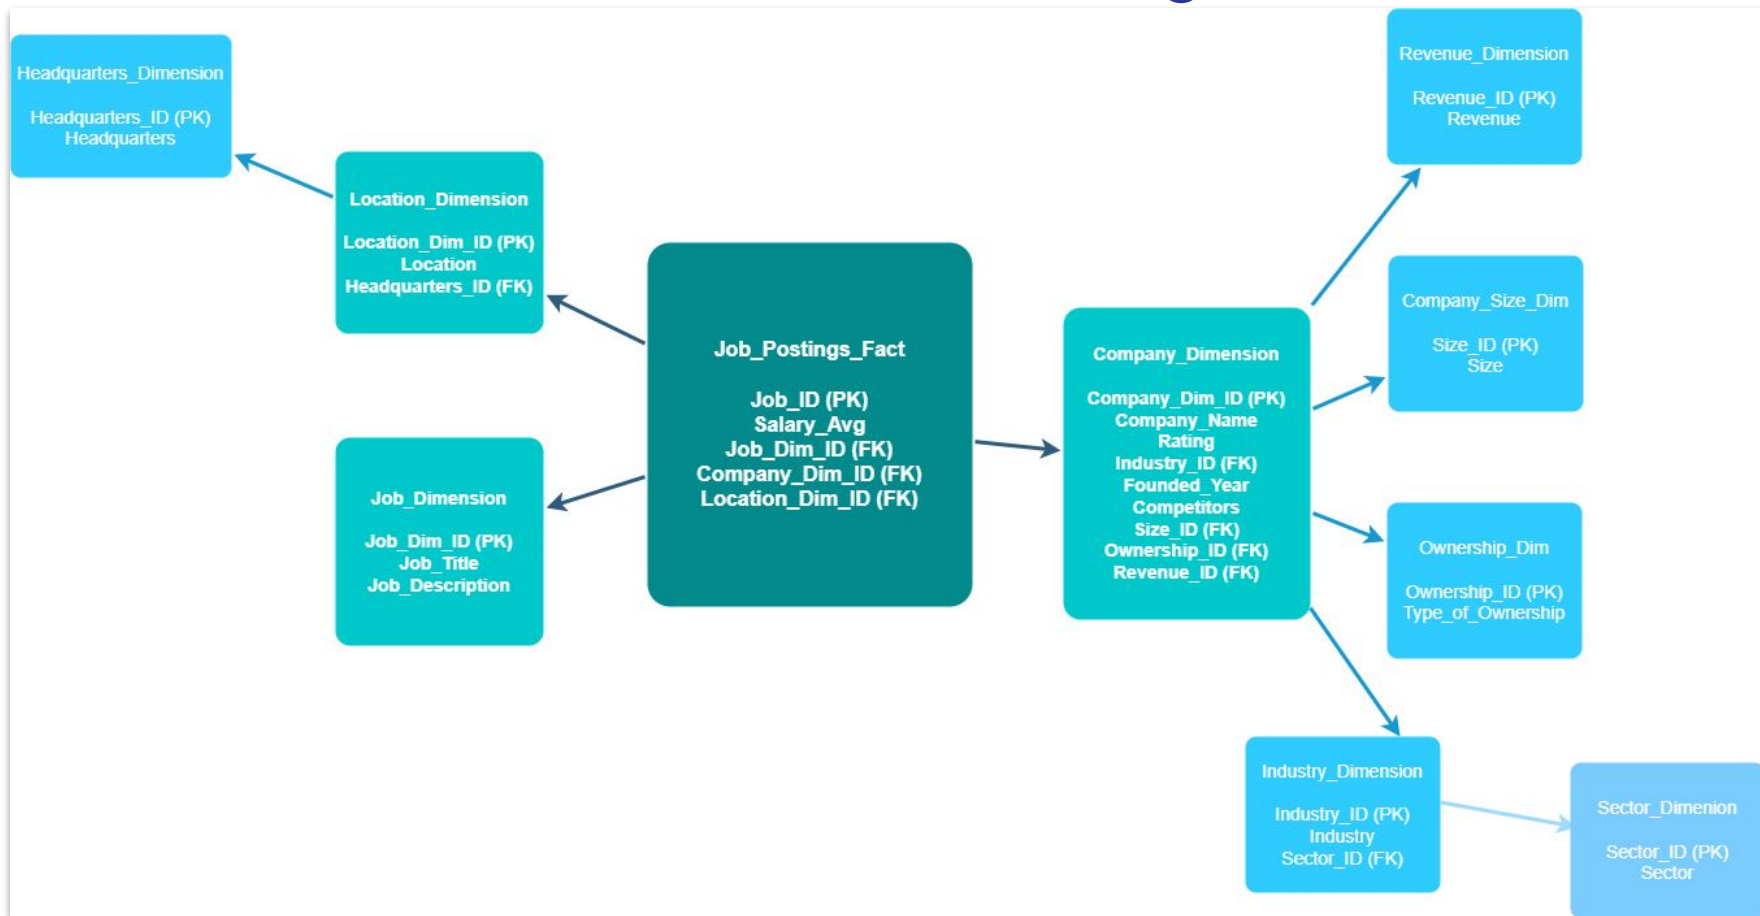 Headquarters_Dimension
Headquarters_ID (PK)
Headquarters
Location_Dimension
Location_Dim_ID (PK)
Location
Headquarters_ID (FK)
Job_Dimension
Job_Dim_ID (PK)
Job_Title
Job_Description
Job_Postings_Fact
Job_ID (PK)
Salary_Avg
Job_Dim_ID (FK)
Company_Dim_ID (FK)
Location_Dim_ID (FK)
Company_Dimension
Company_Dim_ID (PK)
Company_Name
Rating
Industry_ID (FK)
Founded_Year
Competitors
Size_ID (FK)
Ownership_ID (FK)
Revenue_ID (FK)
Revenue_Dimension
Revenue_ID (PK)
Revenue
Company_Size_Dim
Size_ID (PK)
Size
Ownership_Dim
Ownership_ID (PK)
Type_of_Ownership
Industry_Dimension
Industry_ID (PK)
Industry
Sector_ID (FK)
Sector_Dimenion
Sector_ID (PK)
Sector